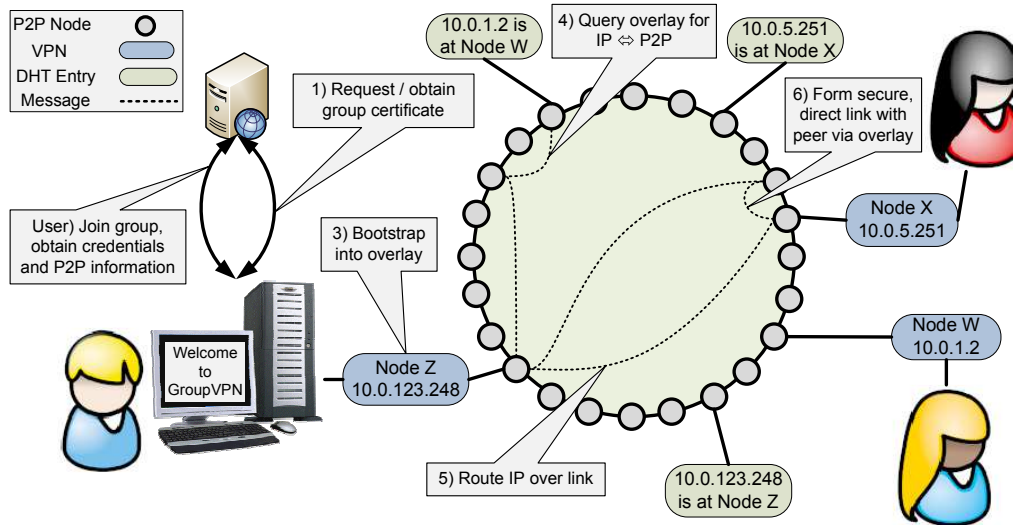 P2P Node
VPN
DHT Entry
Message
1) Request / obtain
group certificate
User) Join group,
obtain credentials
and P2P information
Welcome
to
GroupVPN
3) Bootstrap
into overlay
Node Z
10.0.123.248
10.0.1.2 is
at Node W
4) Query overlay for
IP ⇔ P2P
10.0.5.251
is at Node X
6) Form secure,
direct link with
peer via overlay
Node X
10.0.5.251
Node W
10.0.1.2
5) Route IP over link
10.0.123.248
is at Node Z